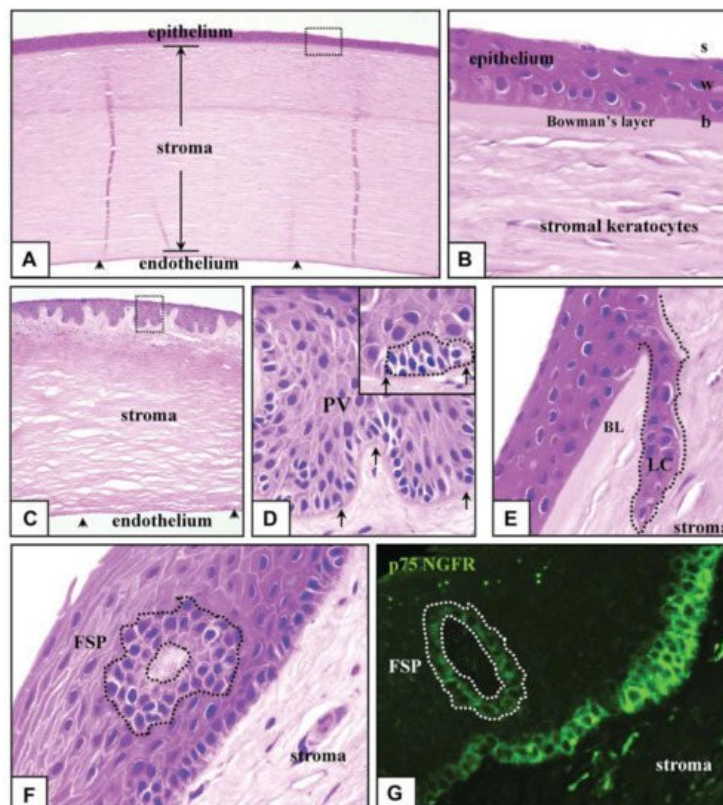 epithelium
stroma
endothelium
A
s
epithelium
w
Bowman's layer
b
stromal keratocytes
B
stroma
endothelium
C
PV
D
BL
LC
stroma
E
FSP
stroma
F
p75 NGFR
FSP
stroma
G